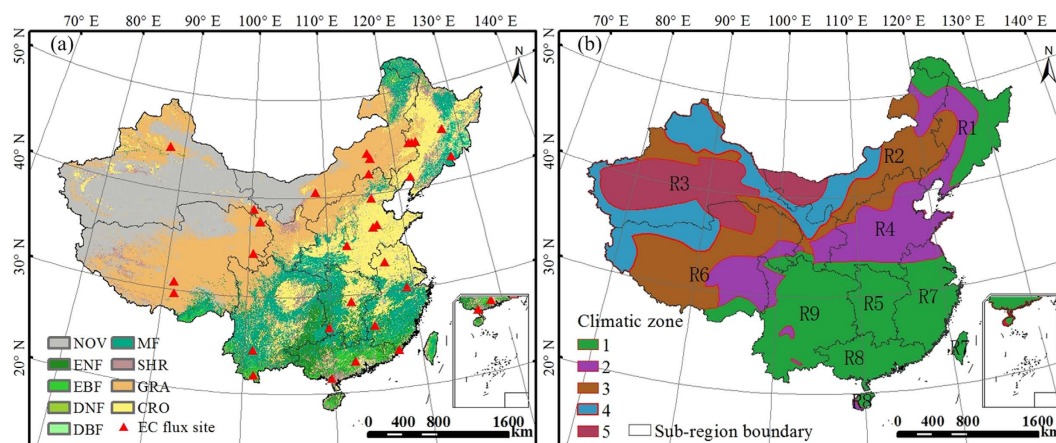 70° E 80° E 90° E 100° E 110° E 120° E 130° E 140° E
50° N
40° N
30° N
20° N
(a)
N
NOV
ENF
EBF
DNF
DBF
MF
SHR
GRA
CRO
EC flux site
0 400 800 1600
km
70° E 80° E 90° E 100° E 110° E 120° E 130° E 140° E
50° N
40° N
30° N
20° N
(b)
N
R1
R2
R3
R4
R6
R5
R7
R9
R7
R8
R8
Climatic zone
1
2
3
4
5
Sub-region boundary
0 400 800 1600
km